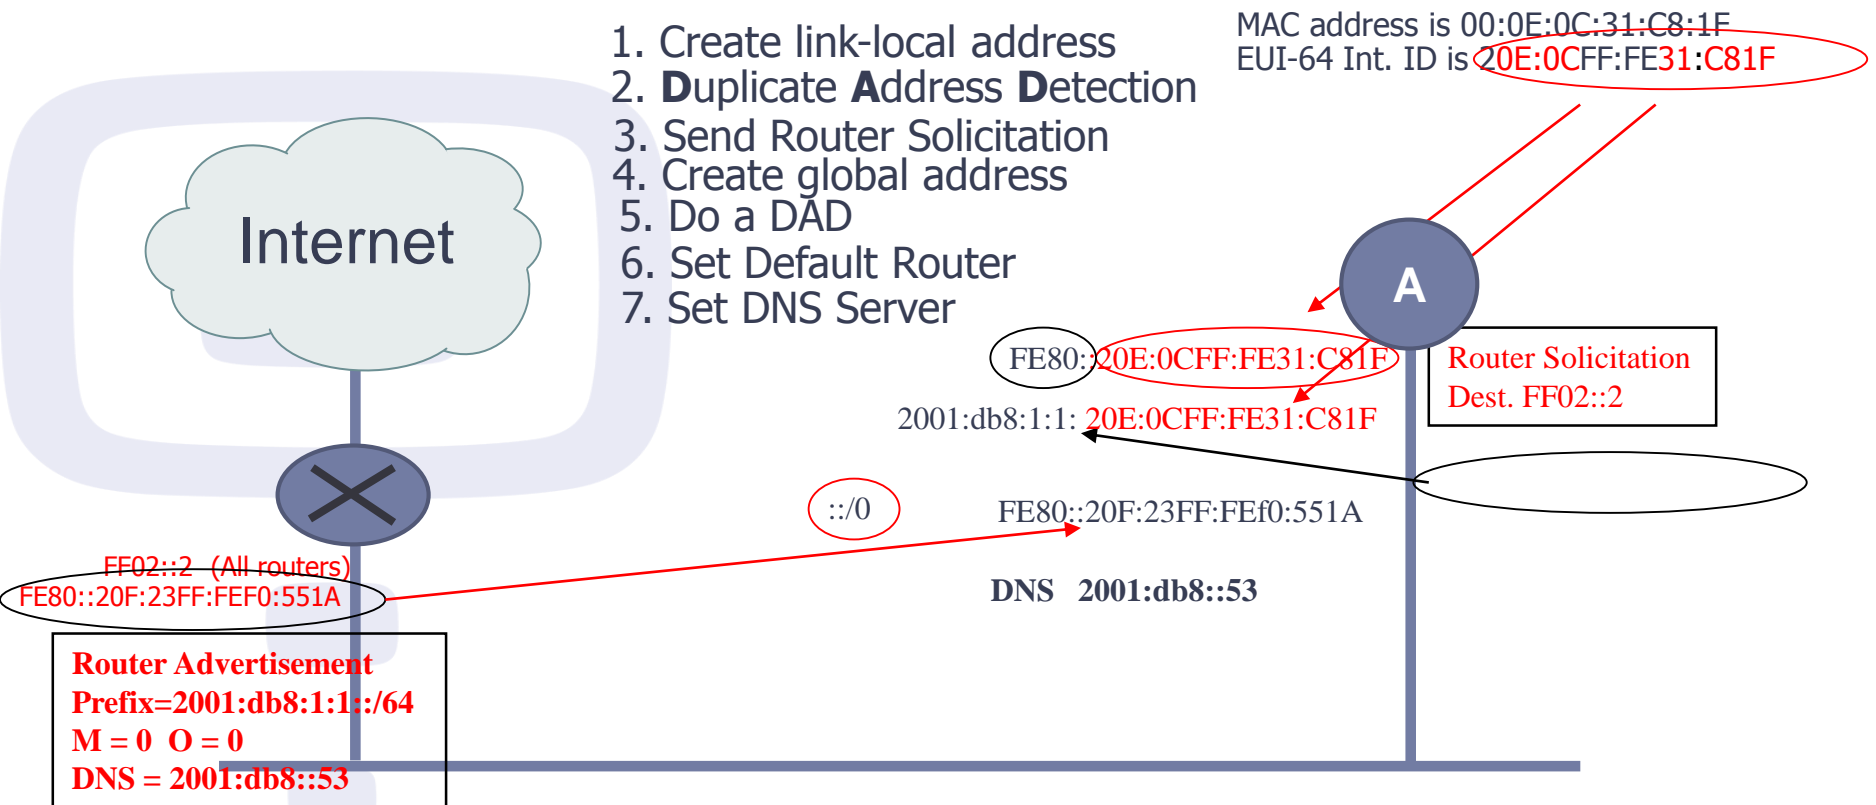 1. Create link-local address
2. Duplicate Address Detection
3. Send Router Solicitation
4. Create global address
5. Do a DAD
6. Set Default Router
7. Set DNS Server
MAC address is 00:0E:0C:31:C8:1F
EUI-64 Int. ID is 20E:0CFF:FE31:C81F
Internet
A
FE80::20E:0CFF:FE31:C81F
Router Solicitation
Dest. FF02::2
2001:db8:1:1: 20E:0CFF:FE31:C81F
::/0 FE80::20F:23FF:FEf0:551A
DNS 2001:db8::53
FF02::2 (All routers)
FE80::20F:23FF:FEF0:551A
Router Advertisement
Prefix=2001:db8:1:1::/64
M = 0 O = 0
DNS = 2001:db8::53